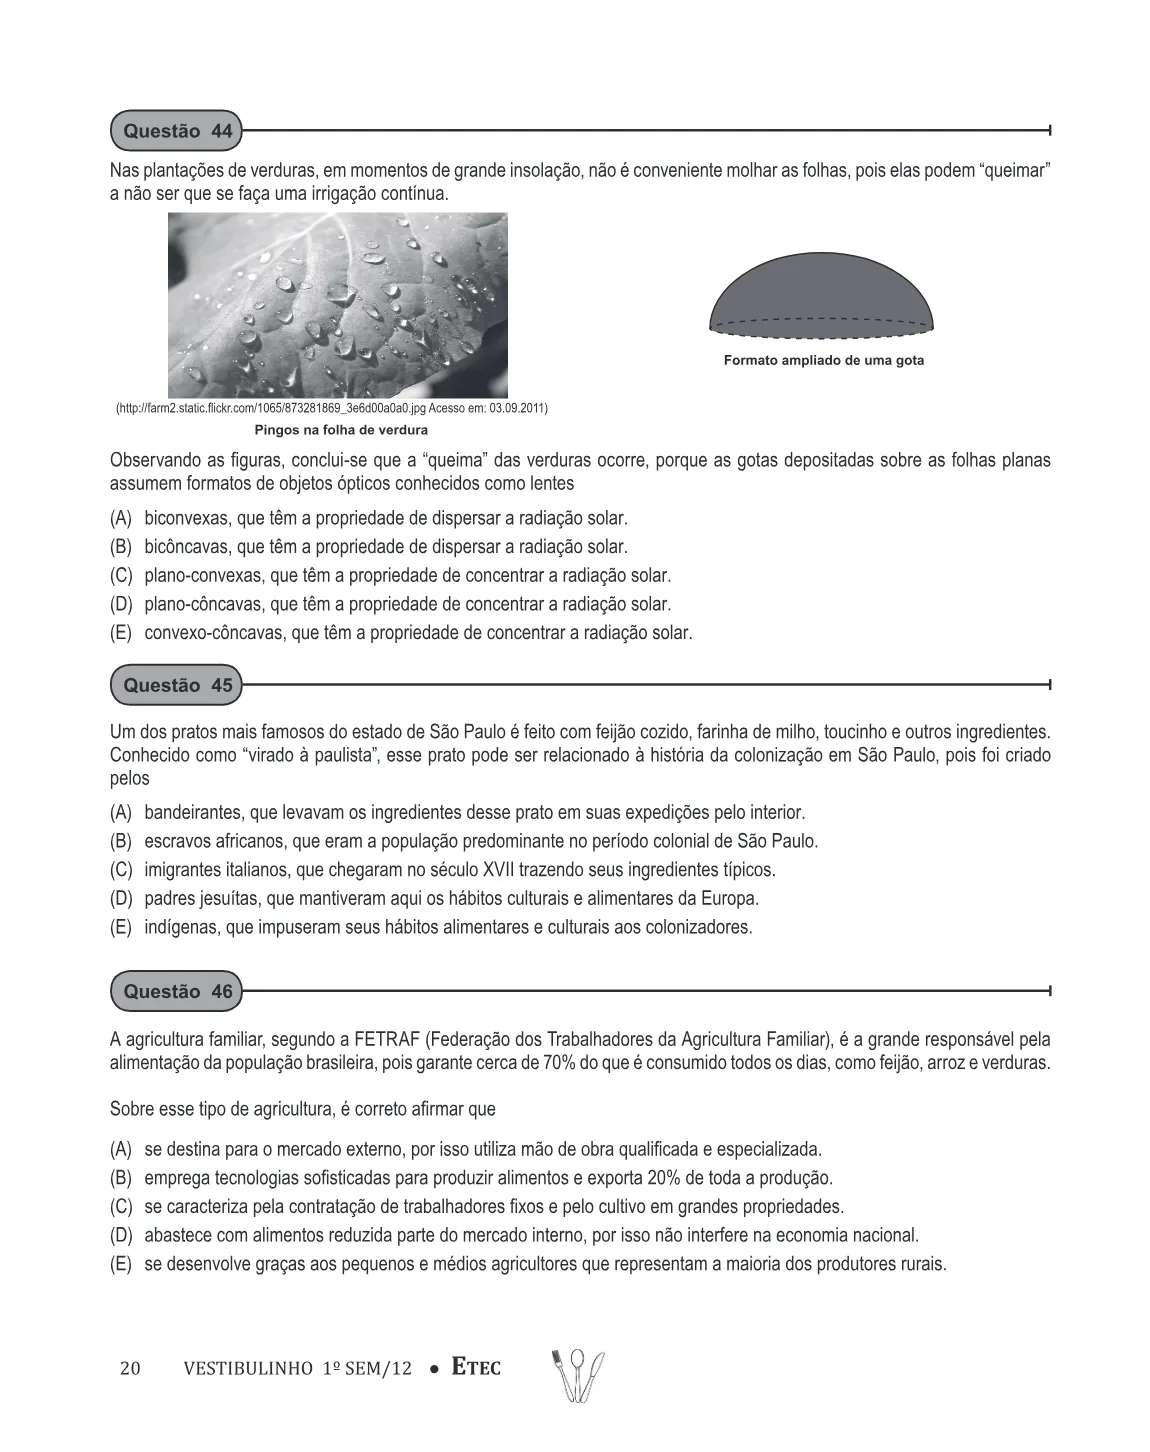 Questão 44
Nas plantações de verduras, em momentos de grande insolação, não é conveniente molhar as folhas, pois elas podem “queimar”
a não ser que se faça uma irrigação contínua.
(http://farm2.static.flickr.com/1065/873281869_3e6d00a0a0.jpg Acesso em: 03.09.2011)
Pingos na folha de verdura
Formato ampliado de uma gota
Observando as figuras, conclui-se que a “queima” das verduras ocorre, porque as gotas depositadas sobre as folhas planas
assumem formatos de objetos ópticos conhecidos como lentes
(A) biconvexas, que têm a propriedade de dispersar a radiação solar.
(B) bicôncavas, que têm a propriedade de dispersar a radiação solar.
(C) plano-convexas, que têm a propriedade de concentrar a radiação solar.
(D) plano-côncavas, que têm a propriedade de concentrar a radiação solar.
(E) convexo-côncavas, que têm a propriedade de concentrar a radiação solar.
Questão 45
Um dos pratos mais famosos do estado de São Paulo é feito com feijão cozido, farinha de milho, toucinho e outros ingredientes.
Conhecido como “virado à paulista”, esse prato pode ser relacionado à história da colonização em São Paulo, pois foi criado
pelos
(A) bandeirantes, que levavam os ingredientes desse prato em suas expedições pelo interior.
(B) escravos africanos, que eram a população predominante no período colonial de São Paulo.
(C) imigrantes italianos, que chegaram no século XVII trazendo seus ingredientes típicos.
(D) padres jesuítas, que mantiveram aqui os hábitos culturais e alimentares da Europa.
(E) indígenas, que impuseram seus hábitos alimentares e culturais aos colonizadores.
Questão 46
A agricultura familiar, segundo a FETRAF (Federação dos Trabalhadores da Agricultura Familiar), é a grande responsável pela
alimentação da população brasileira, pois garante cerca de 70% do que é consumido todos os dias, como feijão, arroz e verduras.
Sobre esse tipo de agricultura, é correto afirmar que
(A) se destina para o mercado externo, por isso utiliza mão de obra qualificada e especializada.
(B) emprega tecnologias sofisticadas para produzir alimentos e exporta 20% de toda a produção.
(C) se caracteriza pela contratação de trabalhadores fixos e pelo cultivo em grandes propriedades.
(D) abastece com alimentos reduzida parte do mercado interno, por isso não interfere na economia nacional.
(E) se desenvolve graças aos pequenos e médios agricultores que representam a maioria dos produtores rurais.
20 VESTIBULINHO 1º SEM/12 • ETEC